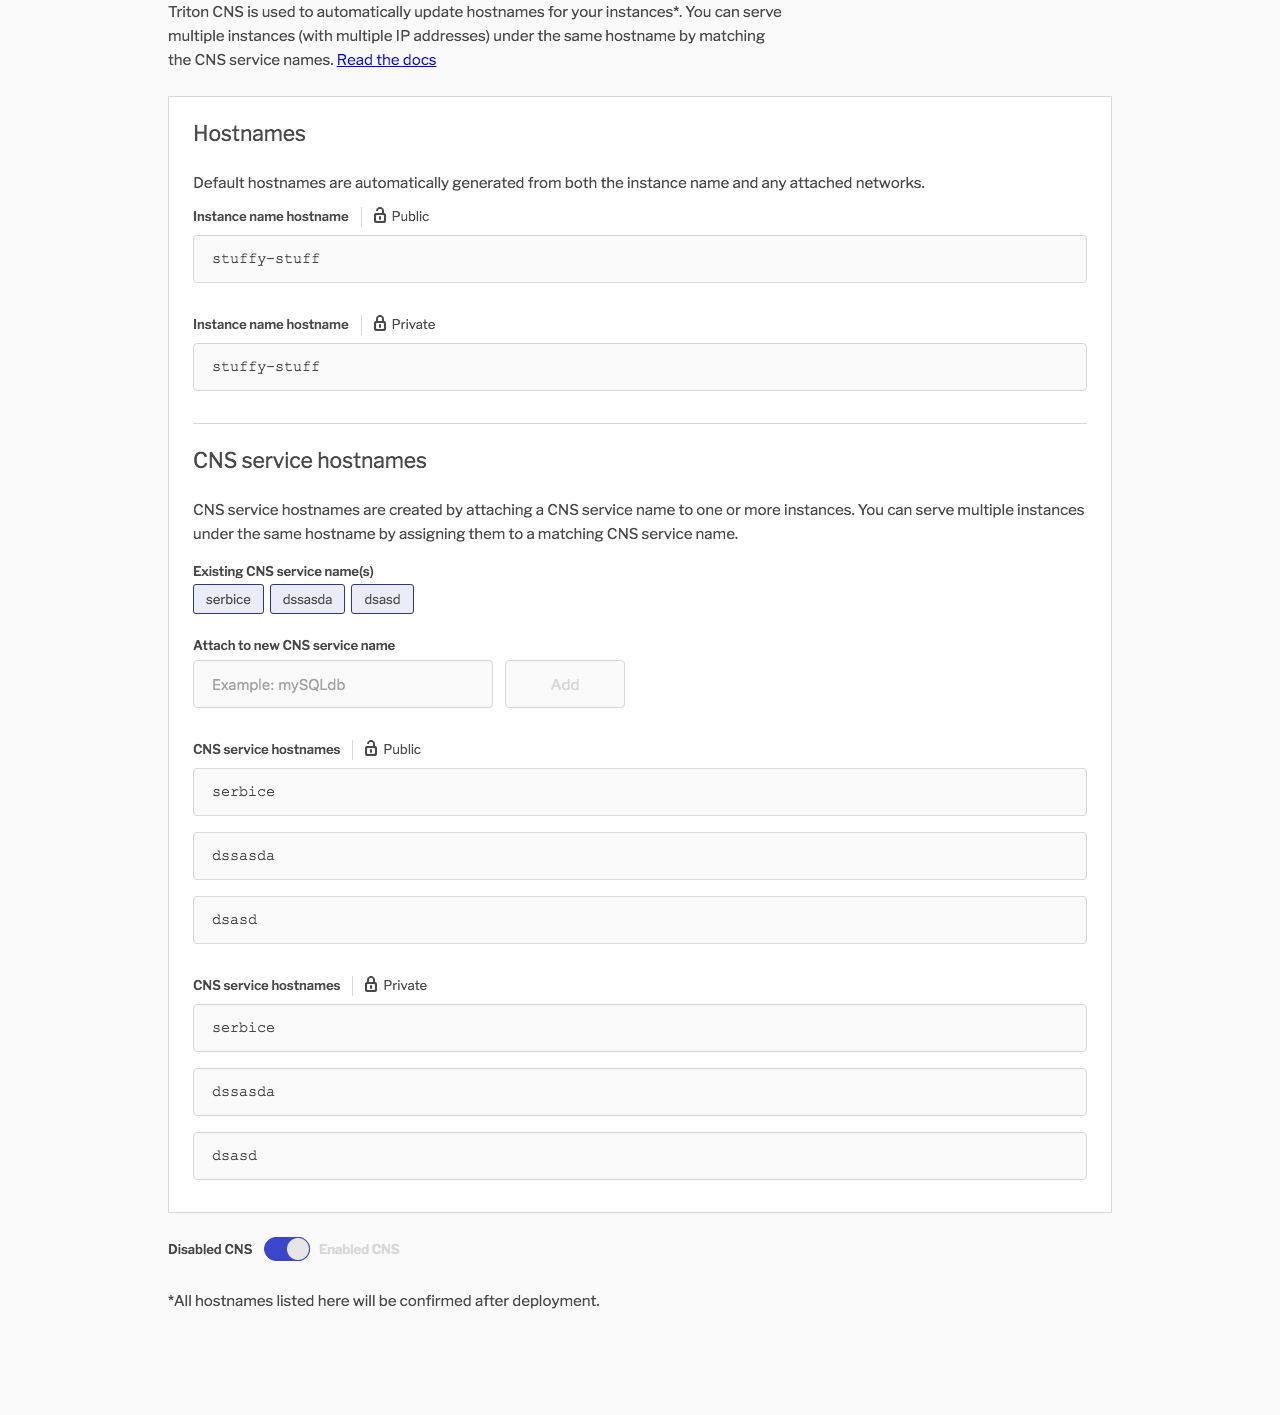 Triton CNS is used to automatically update hostnames for your instances*. You can serve
multiple instances (with multiple IP addresses) under the same hostname by matching
the CNS service names. Read the docs
Hostnames
Default hostnames are automatically generated from both the instance name and any attached networks.
Instance name hostname Public
stuffy-stuff
Instance name hostname Private
stuffy-stuff
CNS service hostnames
CNS service hostnames are created by attaching a CNS service name to one or more instances. You can serve multiple instances
under the same hostname by assigning them to a matching CNS service name.
Existing CNS service name(s)
serbice dssasda dsasd
Attach to new CNS service name
Example: mySQLdb Add
CNS service hostnames Public
serbice
dssasda
dsasd
CNS service hostnames Private
serbice
dssasda
dsasd
Disabled CNS Enabled CNS
*All hostnames listed here will be confirmed after deployment.